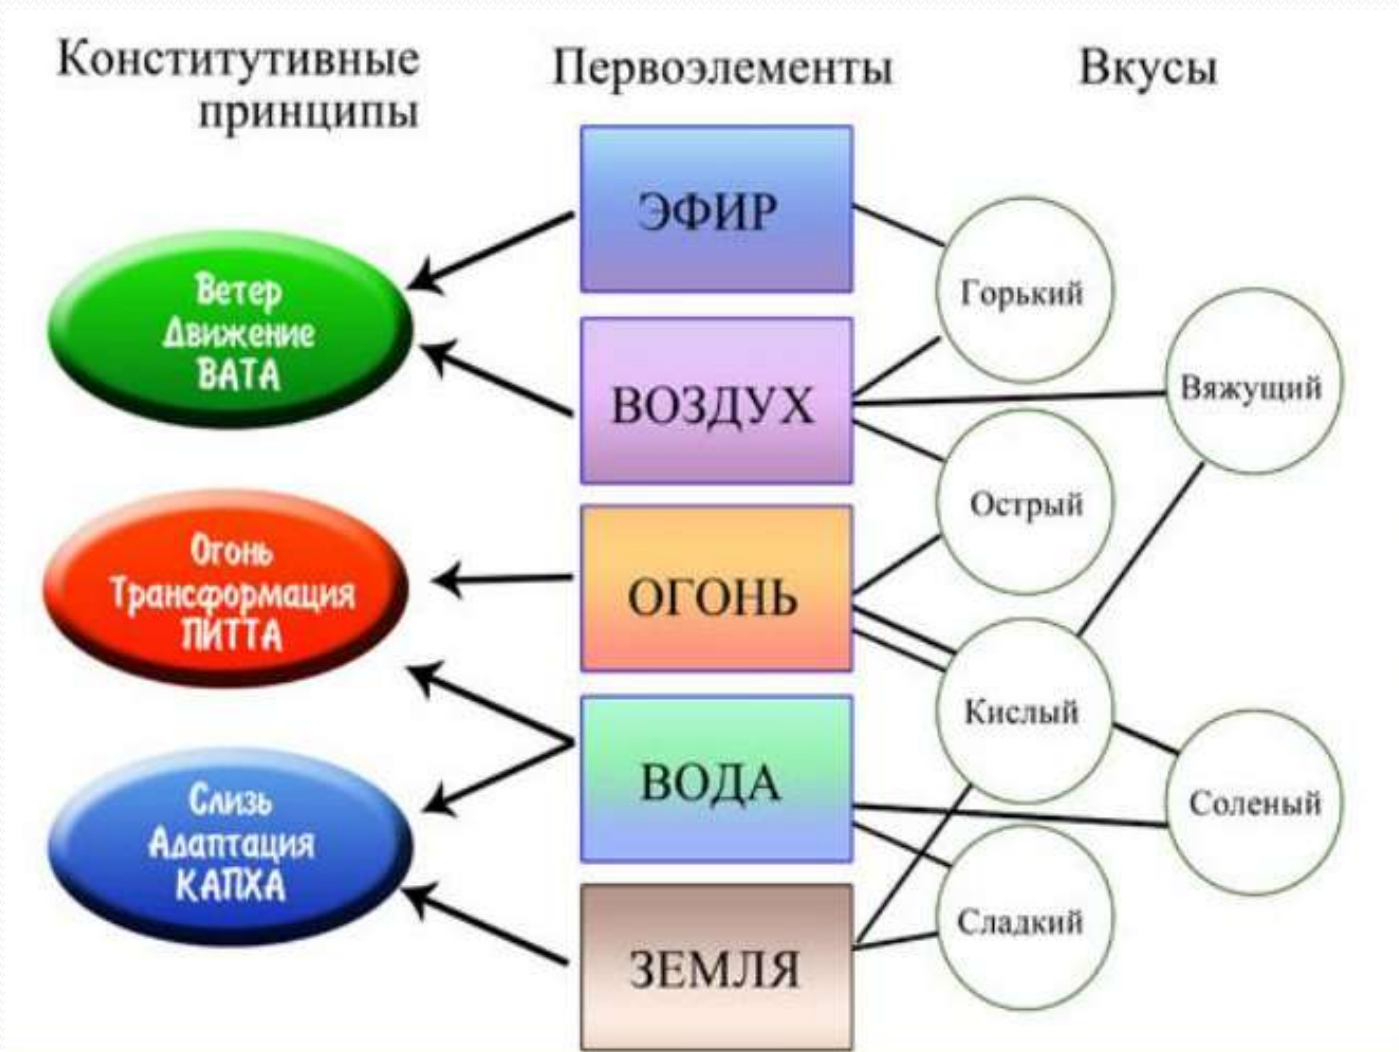 Конститутивные
принципы
Первоэлементы
Вкусы
Ветер
Движение
ВАТА
Огонь
Трансформация
ПИТТА
Слизь
Адаптация
КАПХА
ЭФИР
ВОЗДУХ
ОГОНЬ
ВОДА
ЗЕМЛЯ
Горький
Вяжущий
Острый
Кислый
Соленый
Сладкий